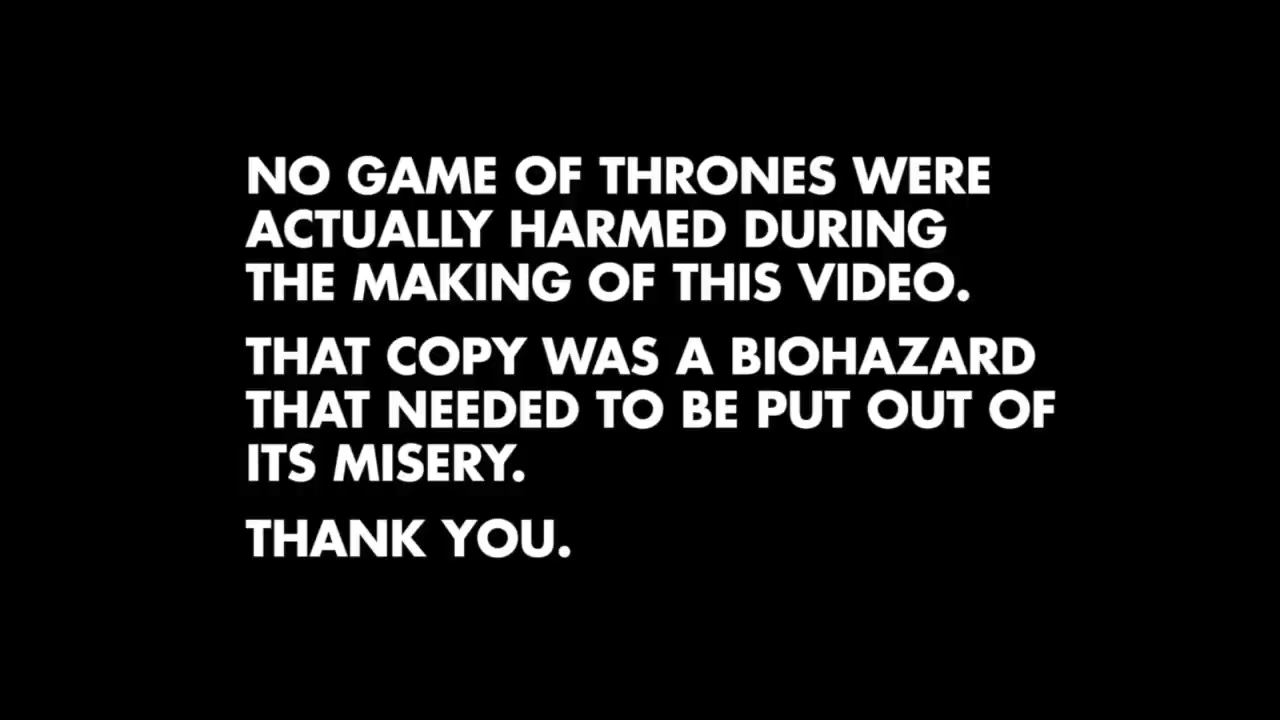 NO GAME OF THRONES WERE
ACTUALLY HARMED DURING
THE MAKING OF THIS VIDEO.
THAT COPY WAS A BIOHAZARD
THAT NEEDED TO BE PUT OUT OF
ITS MISERY.
THANK YOU.